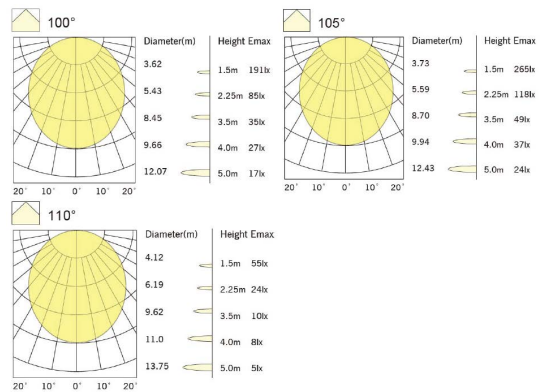 100°
Diameter(m) Height Emax
3.62 1.5m 191lx
5.43 2.25m 85lx
8.45 3.5m 35lx
9.66 4.0m 27lx
12.07 5.0m 17lx
20° 10° 0° 10° 20°
105°
Diameter(m) Height Emax
3.73 1.5m 265lx
5.59 2.25m 118lx
8.70 3.5m 49lx
9.94 4.0m 37lx
12.43 5.0m 24lx
20° 10° 0° 10° 20°
110°
Diameter(m) Height Emax
4.12 1.5m 55lx
6.19 2.25m 24lx
9.62 3.5m 10lx
11.0 4.0m 8lx
13.75 5.0m 5lx
20° 10° 0° 10° 20°